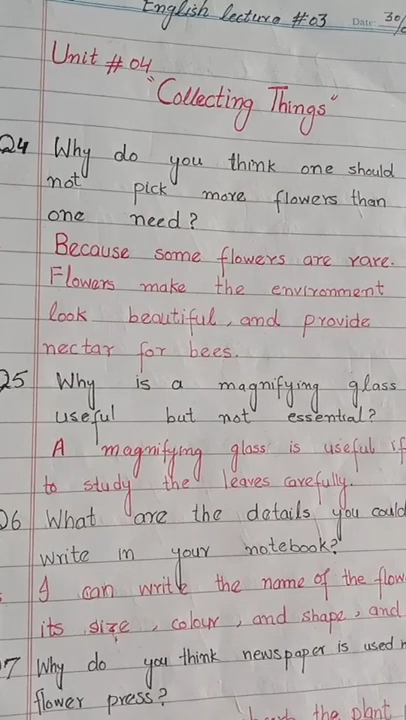 English lecture #03 Date: 30/
Unit #04
"Collecting Things"
Q4 Why do you think one should
not pick more flowers than
one need?
Because some flowers are rare.
Flowers make the environment
look beautiful, and provide
nectar for bees.
Q5 Why is a magnifying glass
useful but not essential?
A magnifying glass is useful if
to study the leaves carefully.
Q6 What are the details you could
write in your notebook?
I can write the name of the flow
its size, colour, and shape, and
7 Why do you think newspaper is used
flower press?
the plant